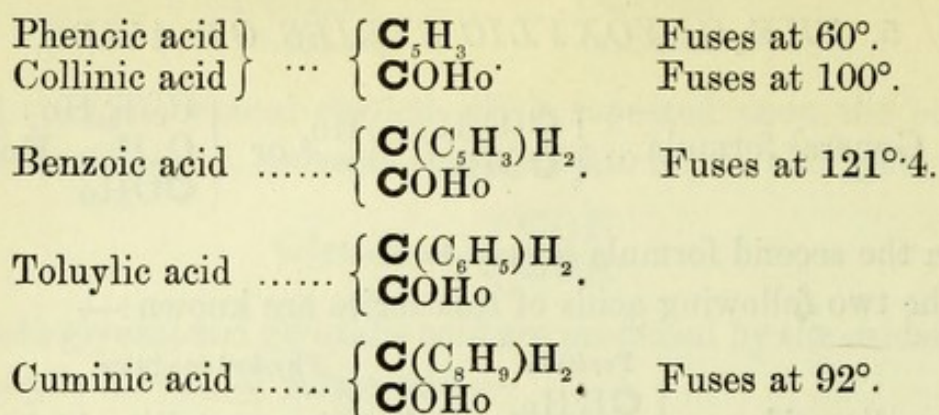 Phenoic acid } ... { C₅H₃ Fuses at 60°.
Collinic acid } { COHo. Fuses at 100°.
Benzoic acid ...... { C(C₅H₃)H₂. Fuses at 121°·4.
{ COHo
Toluylic acid ...... { C(C₆H₅)H₂.
{ COHo
Cuminic acid ...... { C(C₈H₉)H₂. Fuses at 92°.
{ COHo